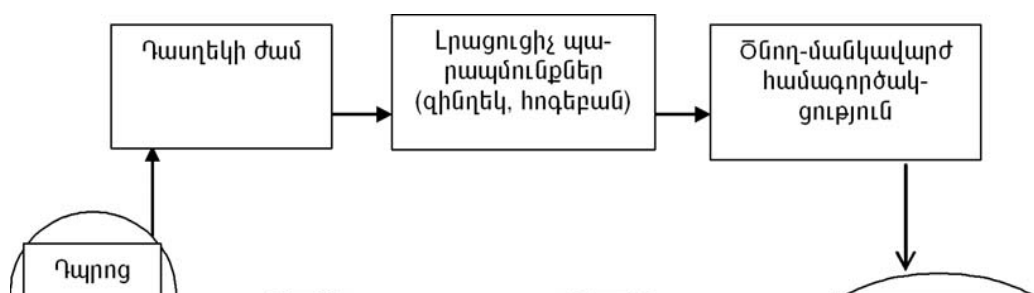 Դասղեկի ժամ
Լրացուցիչ պա-
րապմունքներ
(զինղեկ, հոգեբան)
Ծնող-մանկավարժ
համագործակ-
ցություն
Դպրոց